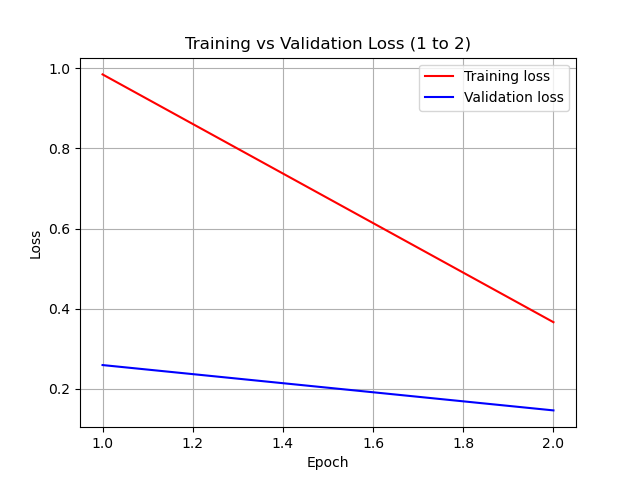 Training vs Validation Loss (1 to 2)
Training loss
Validation loss
Loss
1.0
0.8
0.6
0.4
0.2
1.0 1.2 1.4 1.6 1.8 2.0
Epoch